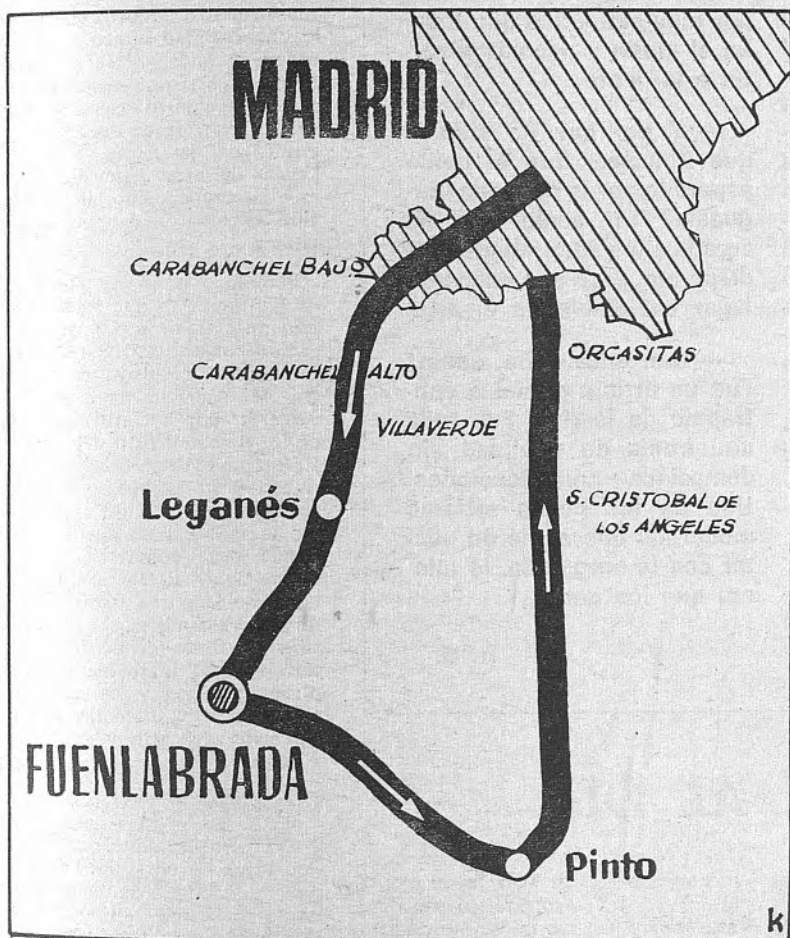 MADRID
CARABANCHEL BAJO
ORCASITAS
CARABANCHEL ALTO
VILLAVERDE
Leganés
S. CRISTOBAL DE
LOS ANGELES
FUENLABRADA
Pinto
k